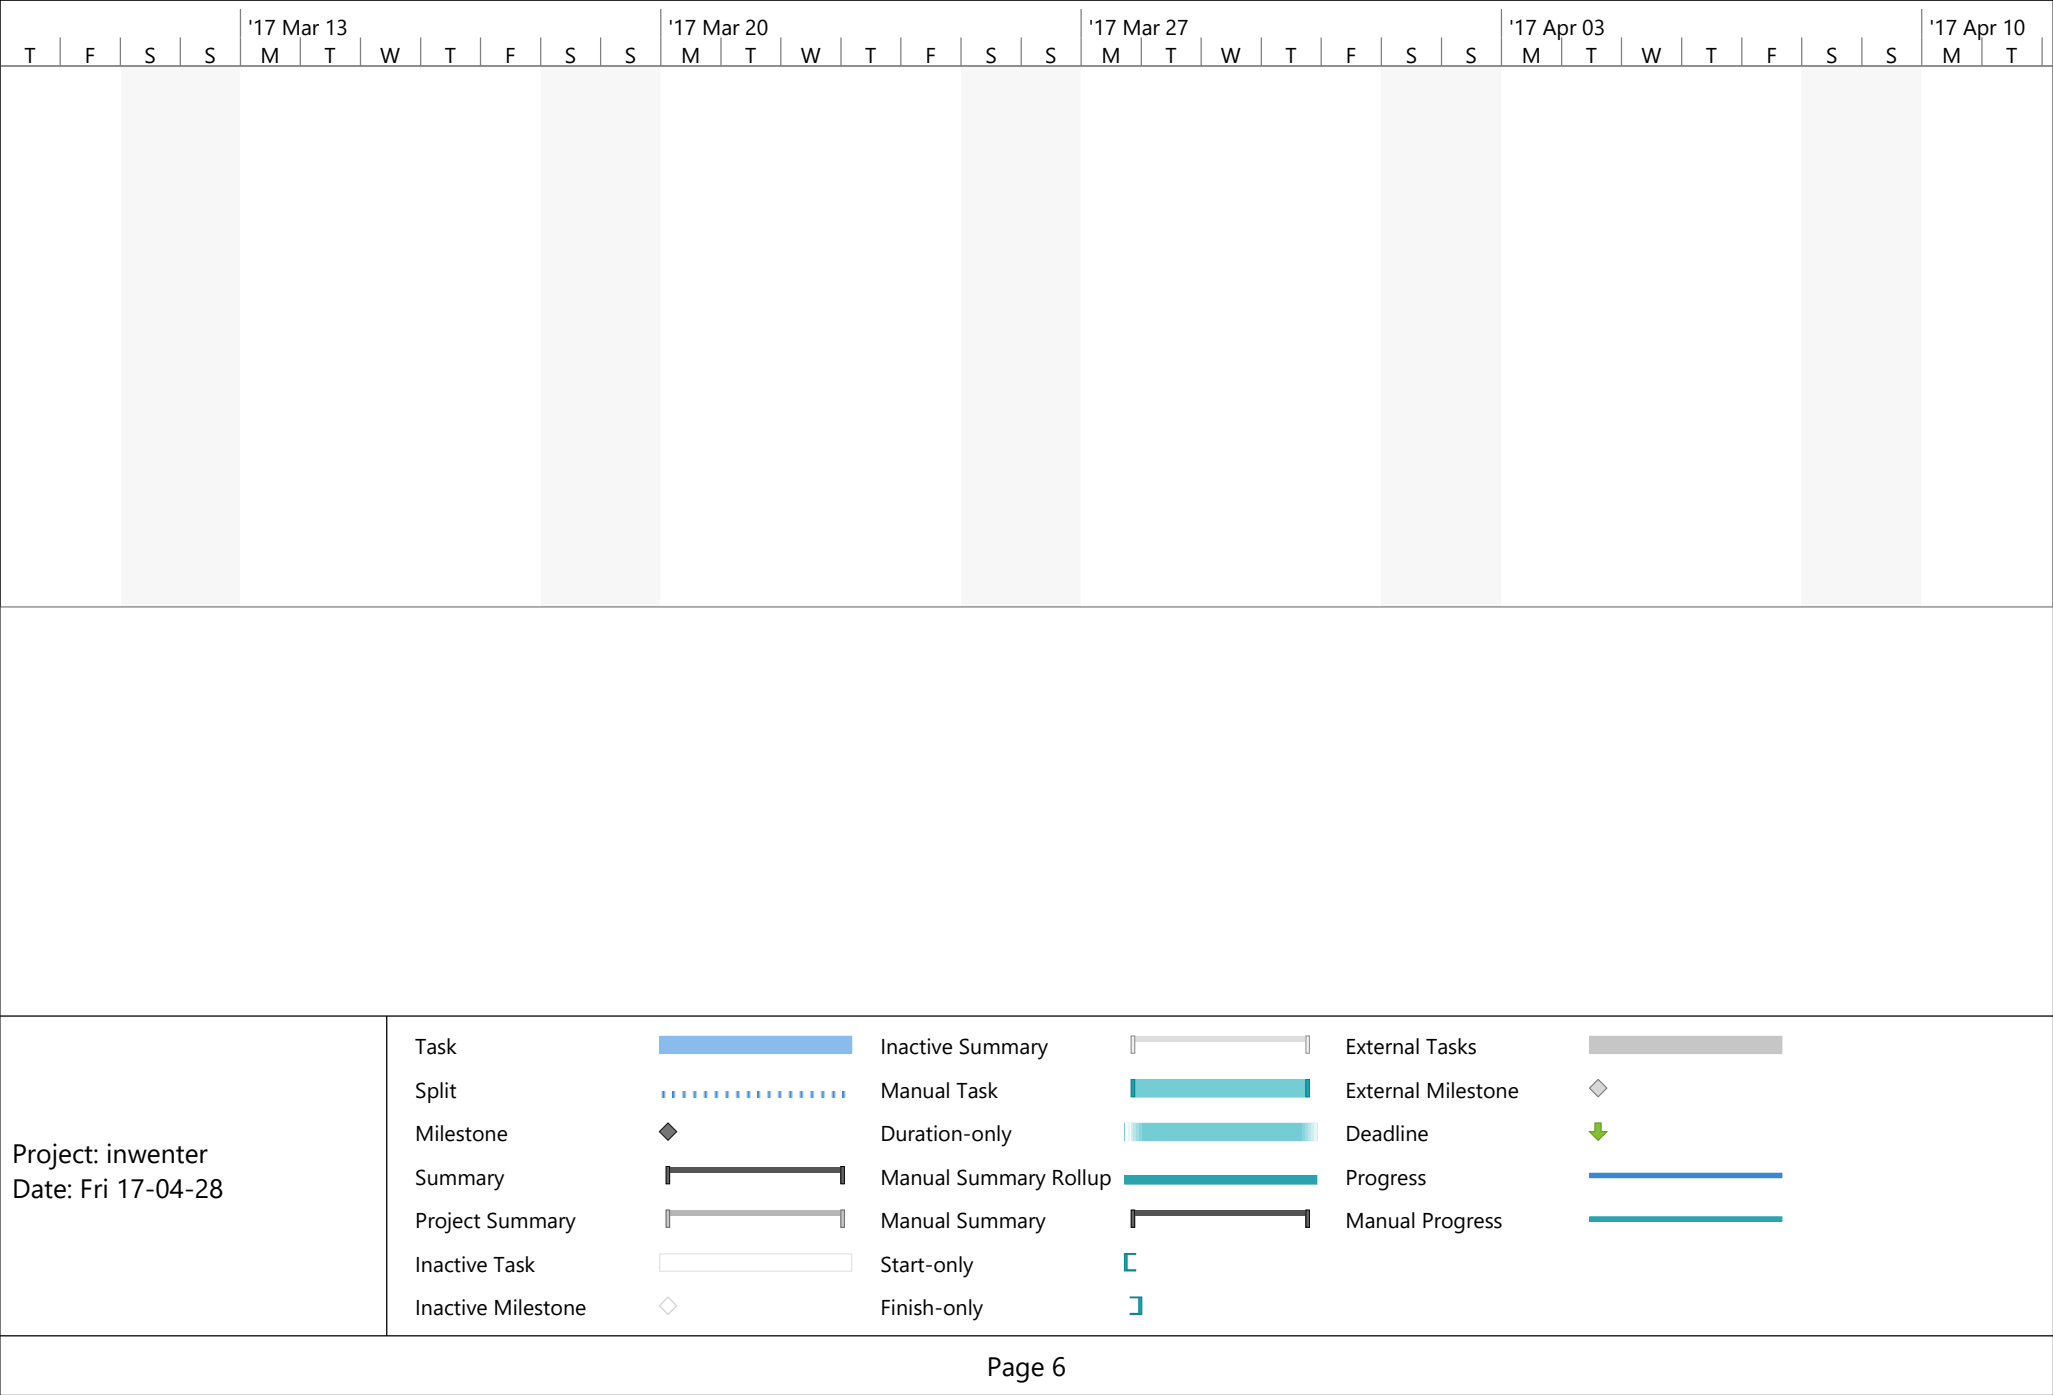 '17 Mar 13 '17 Mar 20 '17 Mar 27 '17 Apr 03 '17 Apr 10
T F S S M T W T F S S M T W T F S S M T W T F S S M T W T F S S M T
Task Inactive Summary External Tasks
Split Manual Task External Milestone
Milestone Duration-only Deadline
Summary Manual Summary Rollup Progress
Project Summary Manual Summary Manual Progress
Inactive Task Start-only
Inactive Milestone Finish-only
Project: inwenter
Date: Fri 17-04-28
Page 6